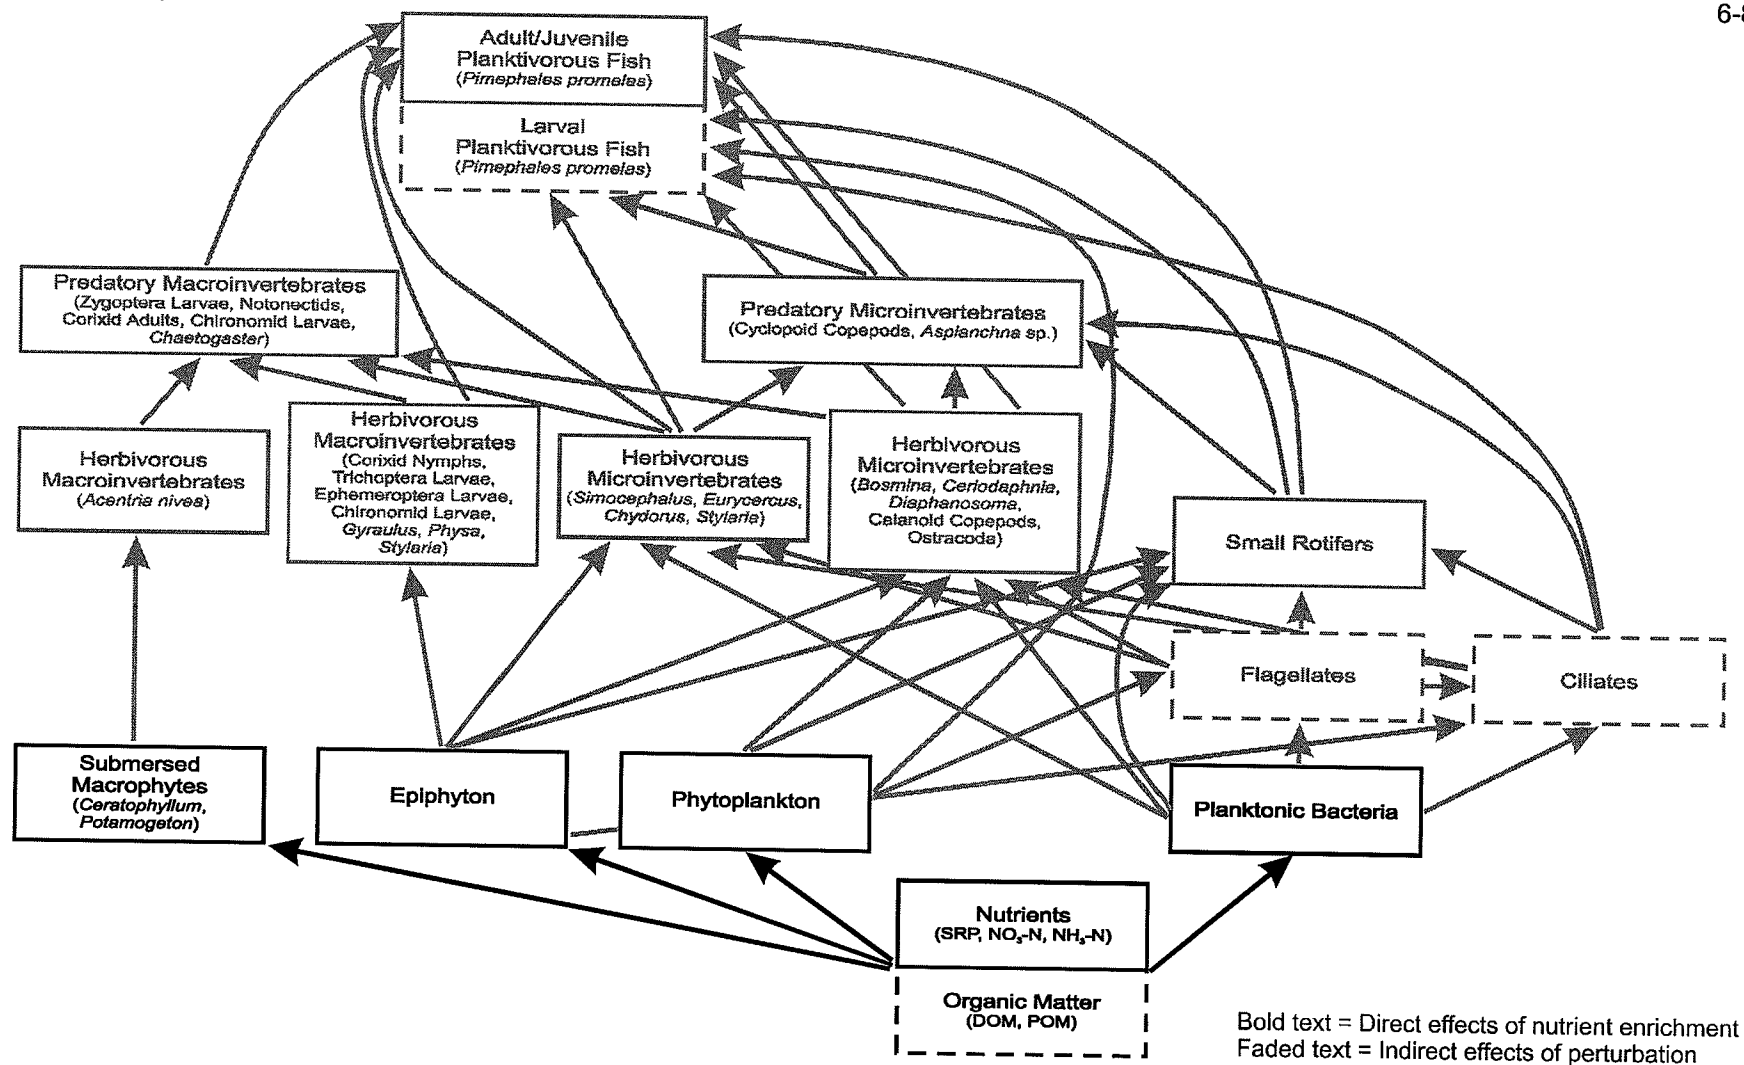 6-8
Adult/Juvenile
Planktivorous Fish
(Pimephales promelas)
Larval
Planktivorous Fish
(Pimephales promelas)
Predatory Macroinvertebrates
(Zygoptera Larvae, Notonectids,
Corixid Adults, Chironomid Larvae,
Chaetogaster)
Predatory Microinvertebrates
(Cyclopoid Copepods, Asplanchna sp.)
Herbivorous
Macroinvertebrates
(Acentria nivea)
Herbivorous
Macroinvertebrates
(Corixid Nymphs,
Trichoptera Larvae,
Ephemeroptera Larvae,
Chironomid Larvae,
Gyraulus, Physa,
Stylaria)
Herbivorous
Microinvertebrates
(Simocephalus, Eurycercus,
Chydorus, Stylaria)
Herbivorous
Microinvertebrates
(Bosmina, Ceriodaphnia,
Diaphanosoma,
Calanoid Copepods,
Ostracoda)
Small Rotifers
Flagellates
Ciliates
Submersed
Macrophytes
(Ceratophyllum,
Potamogeton)
Epiphyton
Phytoplankton
Planktonic Bacteria
Nutrients
(SRP, NO₃-N, NH₃-N)
Organic Matter
(DOM, POM)
Bold text = Direct effects of nutrient enrichment
Faded text = Indirect effects of perturbation